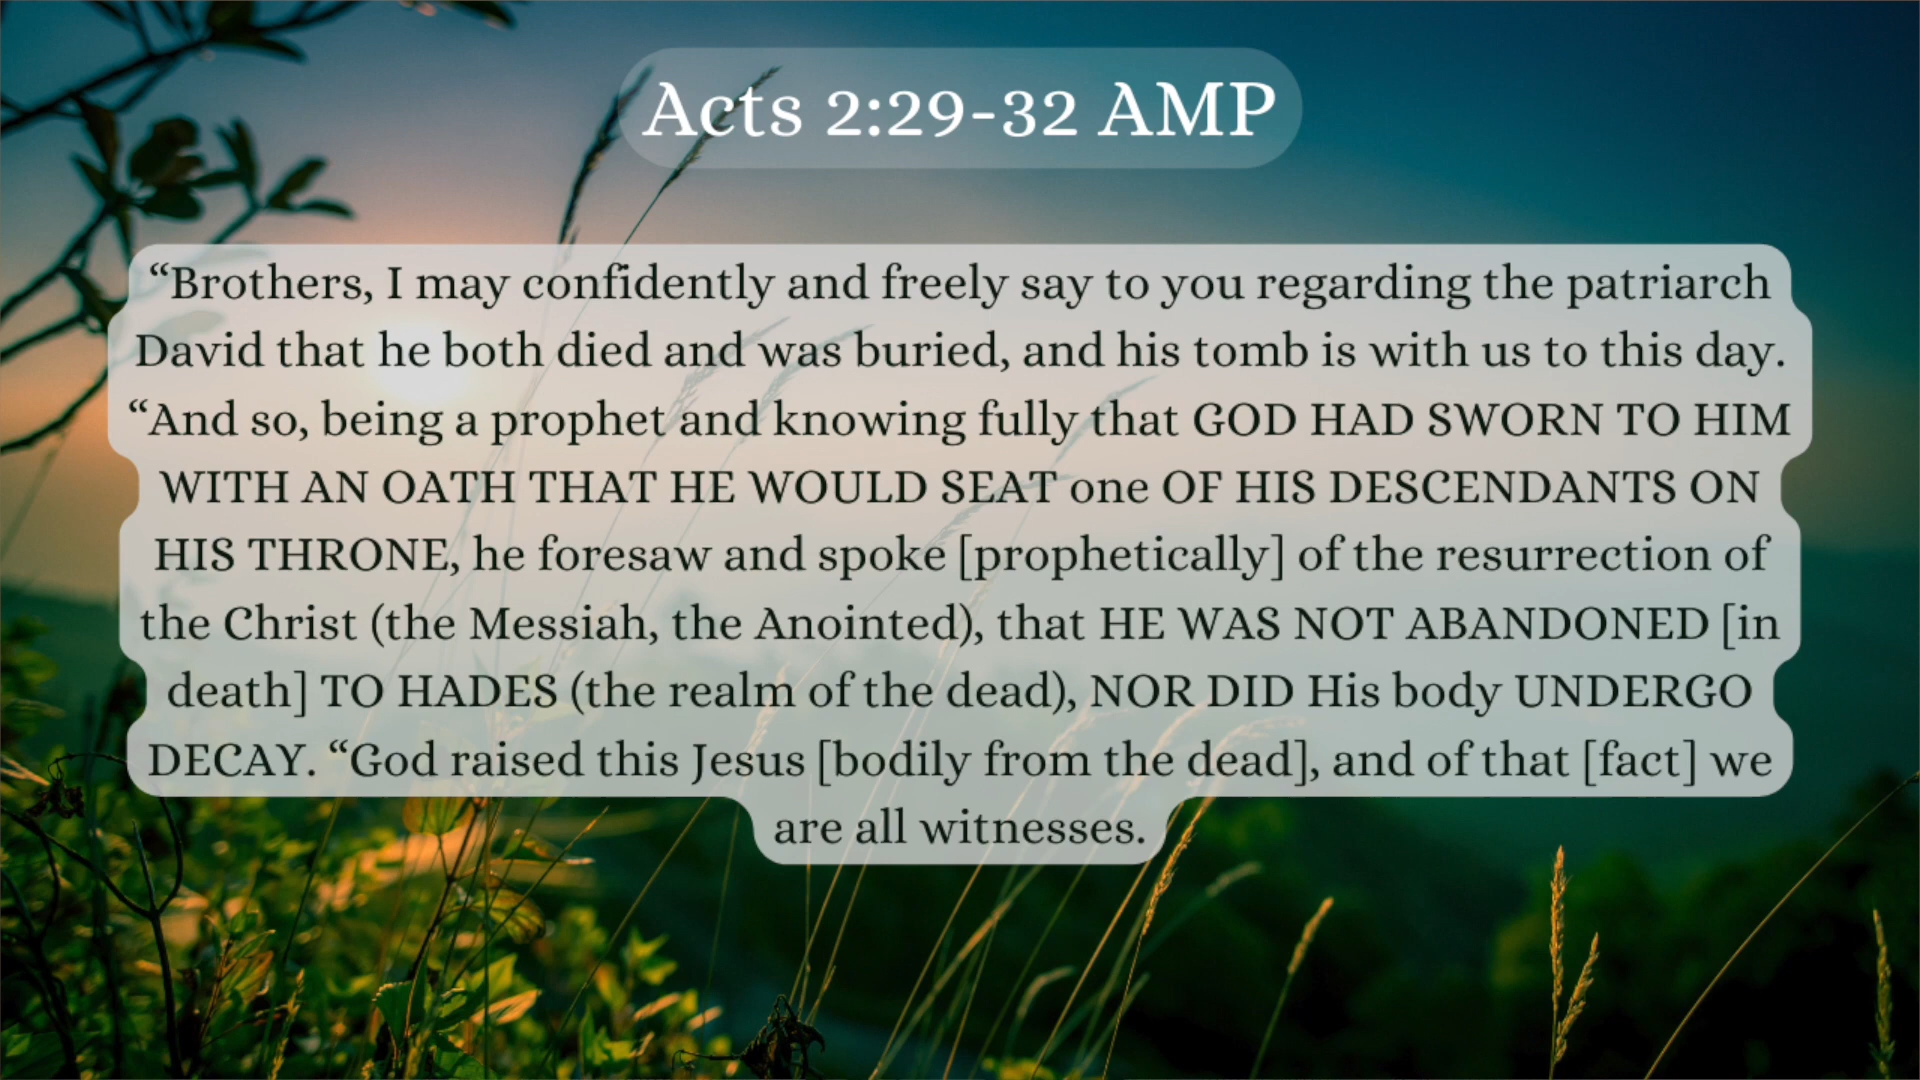 Acts 2:29-32 AMP
“Brothers, I may confidently and freely say to you regarding the patriarch
David that he both died and was buried, and his tomb is with us to this day.
“And so, being a prophet and knowing fully that GOD HAD SWORN TO HIM
WITH AN OATH THAT HE WOULD SEAT one OF HIS DESCENDANTS ON
HIS THRONE, he foresaw and spoke [prophetically] of the resurrection of
the Christ (the Messiah, the Anointed), that HE WAS NOT ABANDONED [in
death] TO HADES (the realm of the dead), NOR DID His body UNDERGO
DECAY. “God raised this Jesus [bodily from the dead], and of that [fact] we
are all witnesses.